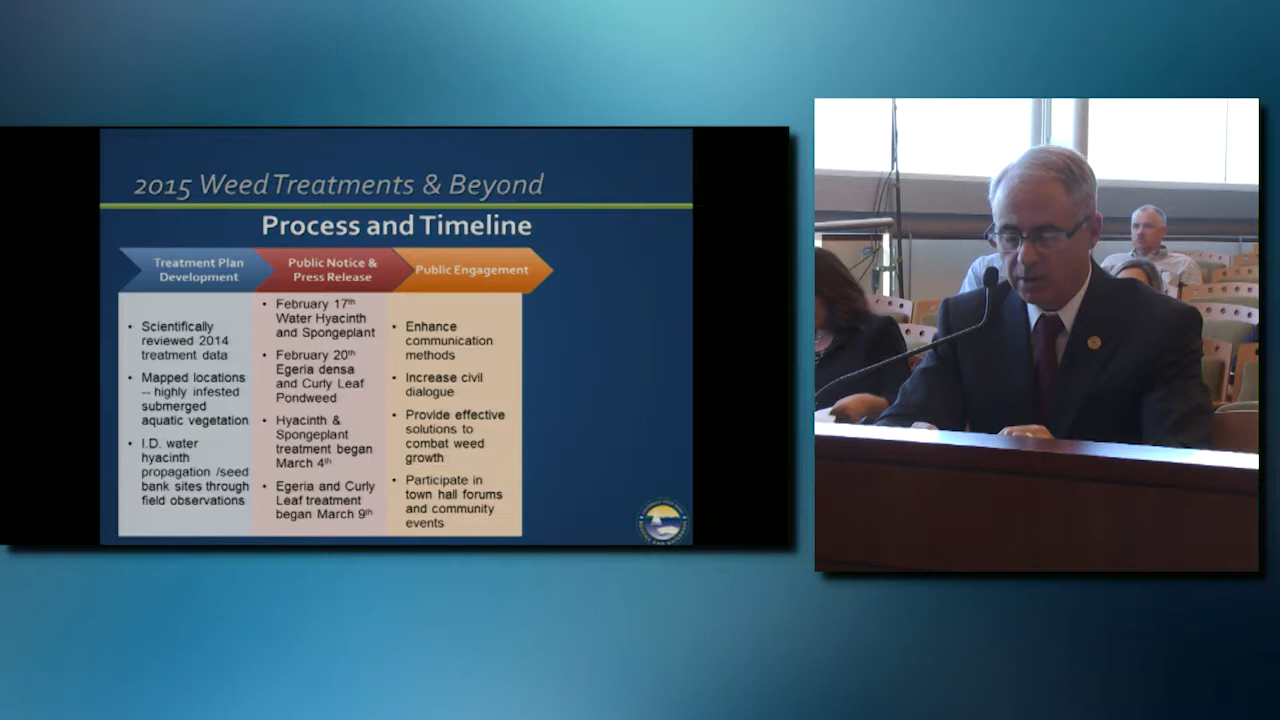 2015 Weed Treatments & Beyond
Process and Timeline
Treatment Plan
Development
• Scientifically
reviewed 2014
treatment data
• Mapped locations
-- highly infested
submerged
aquatic vegetation
• I.D. water
hyacinth
propagation /seed
bank sites through
field observations
Public Notice &
Press Release
• February 17th
Water Hyacinth
and Spongeplant
• February 20th
Egeria densa
and Curly Leaf
Pondweed
• Hyacinth &
Spongeplant
treatment began
March 4th
• Egeria and Curly
Leaf treatment
began March 9th
Public Engagement
• Enhance
communication
methods
• Increase civil
dialogue
• Provide effective
solutions to
combat weed
growth
• Participate in
town hall forums
and community
events